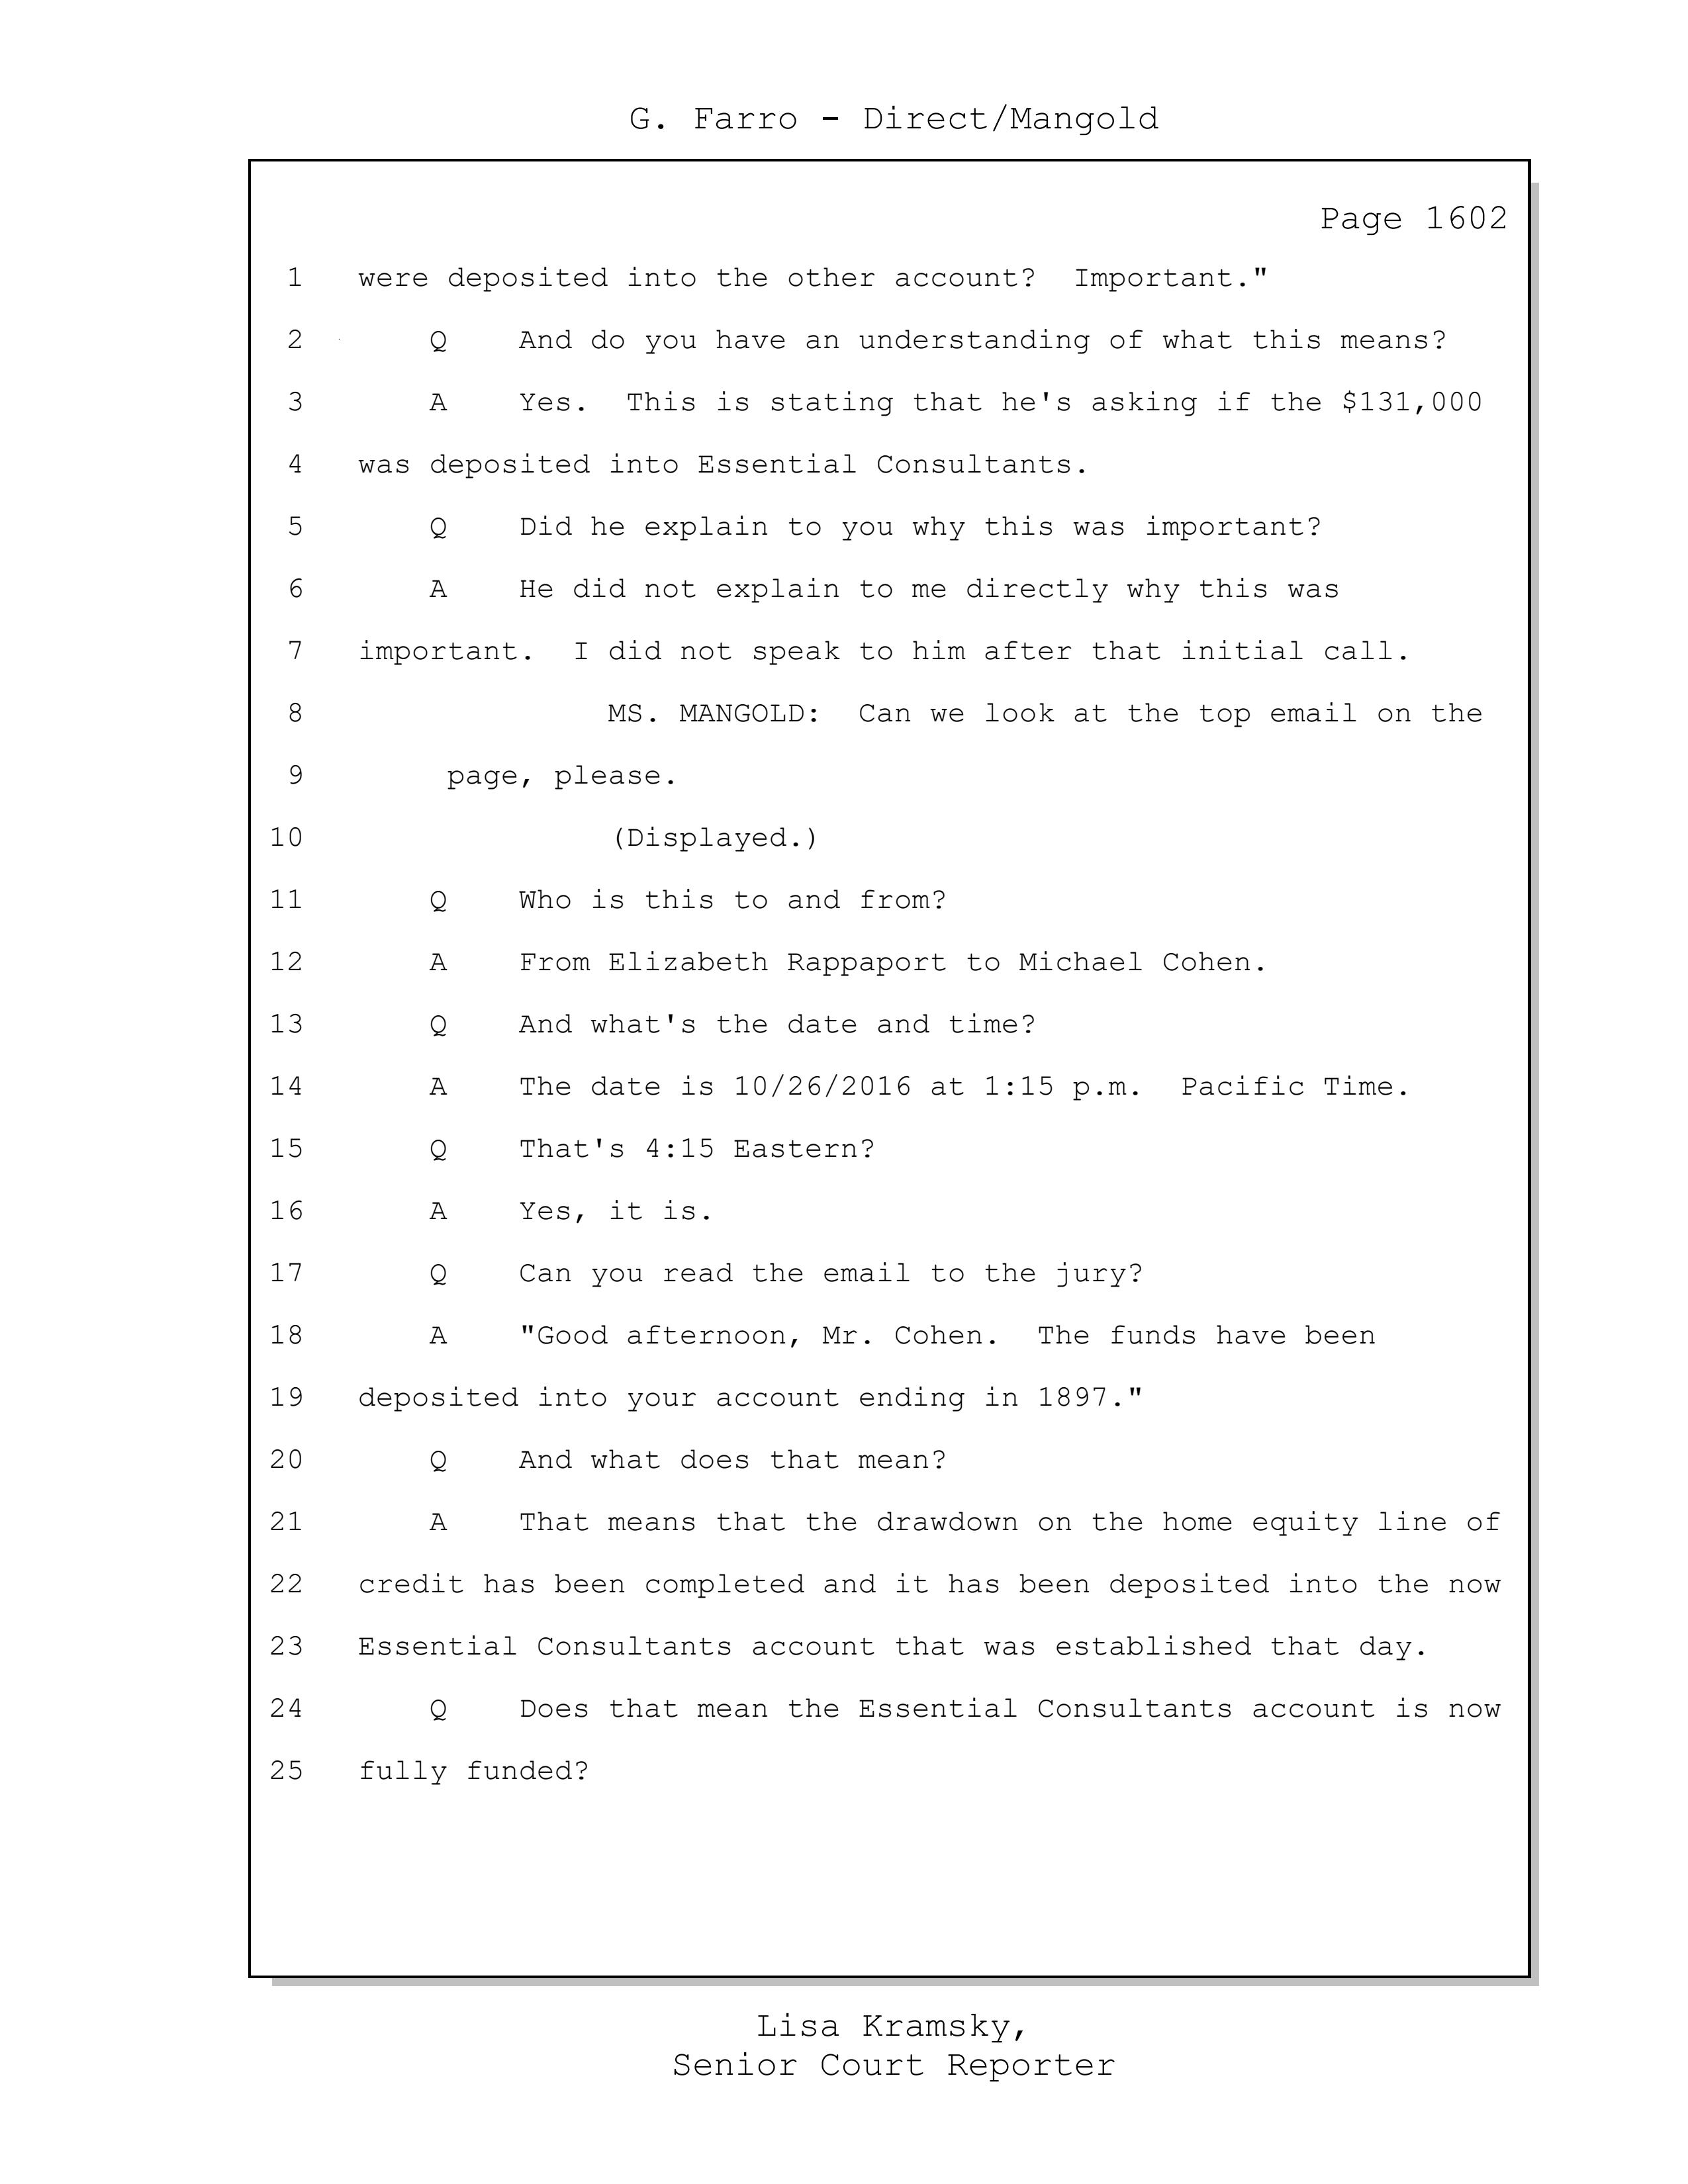 G. Farro - Direct/Mangold
Page 1602
1 were deposited into the other account? Important."
2 Q And do you have an understanding of what this means?
3 A Yes. This is stating that he's asking if the $131,000
4 was deposited into Essential Consultants.
5 Q Did he explain to you why this was important?
6 A He did not explain to me directly why this was
7 important. I did not speak to him after that initial call.
8 MS. MANGOLD: Can we look at the top email on the
9 page, please.
10 (Displayed.)
11 Q Who is this to and from?
12 A From Elizabeth Rappaport to Michael Cohen.
13 Q And what's the date and time?
14 A The date is 10/26/2016 at 1:15 p.m. Pacific Time.
15 Q That's 4:15 Eastern?
16 A Yes, it is.
17 Q Can you read the email to the jury?
18 A "Good afternoon, Mr. Cohen. The funds have been
19 deposited into your account ending in 1897."
20 Q And what does that mean?
21 A That means that the drawdown on the home equity line of
22 credit has been completed and it has been deposited into the now
23 Essential Consultants account that was established that day.
24 Q Does that mean the Essential Consultants account is now
25 fully funded?
Lisa Kramsky,
Senior Court Reporter